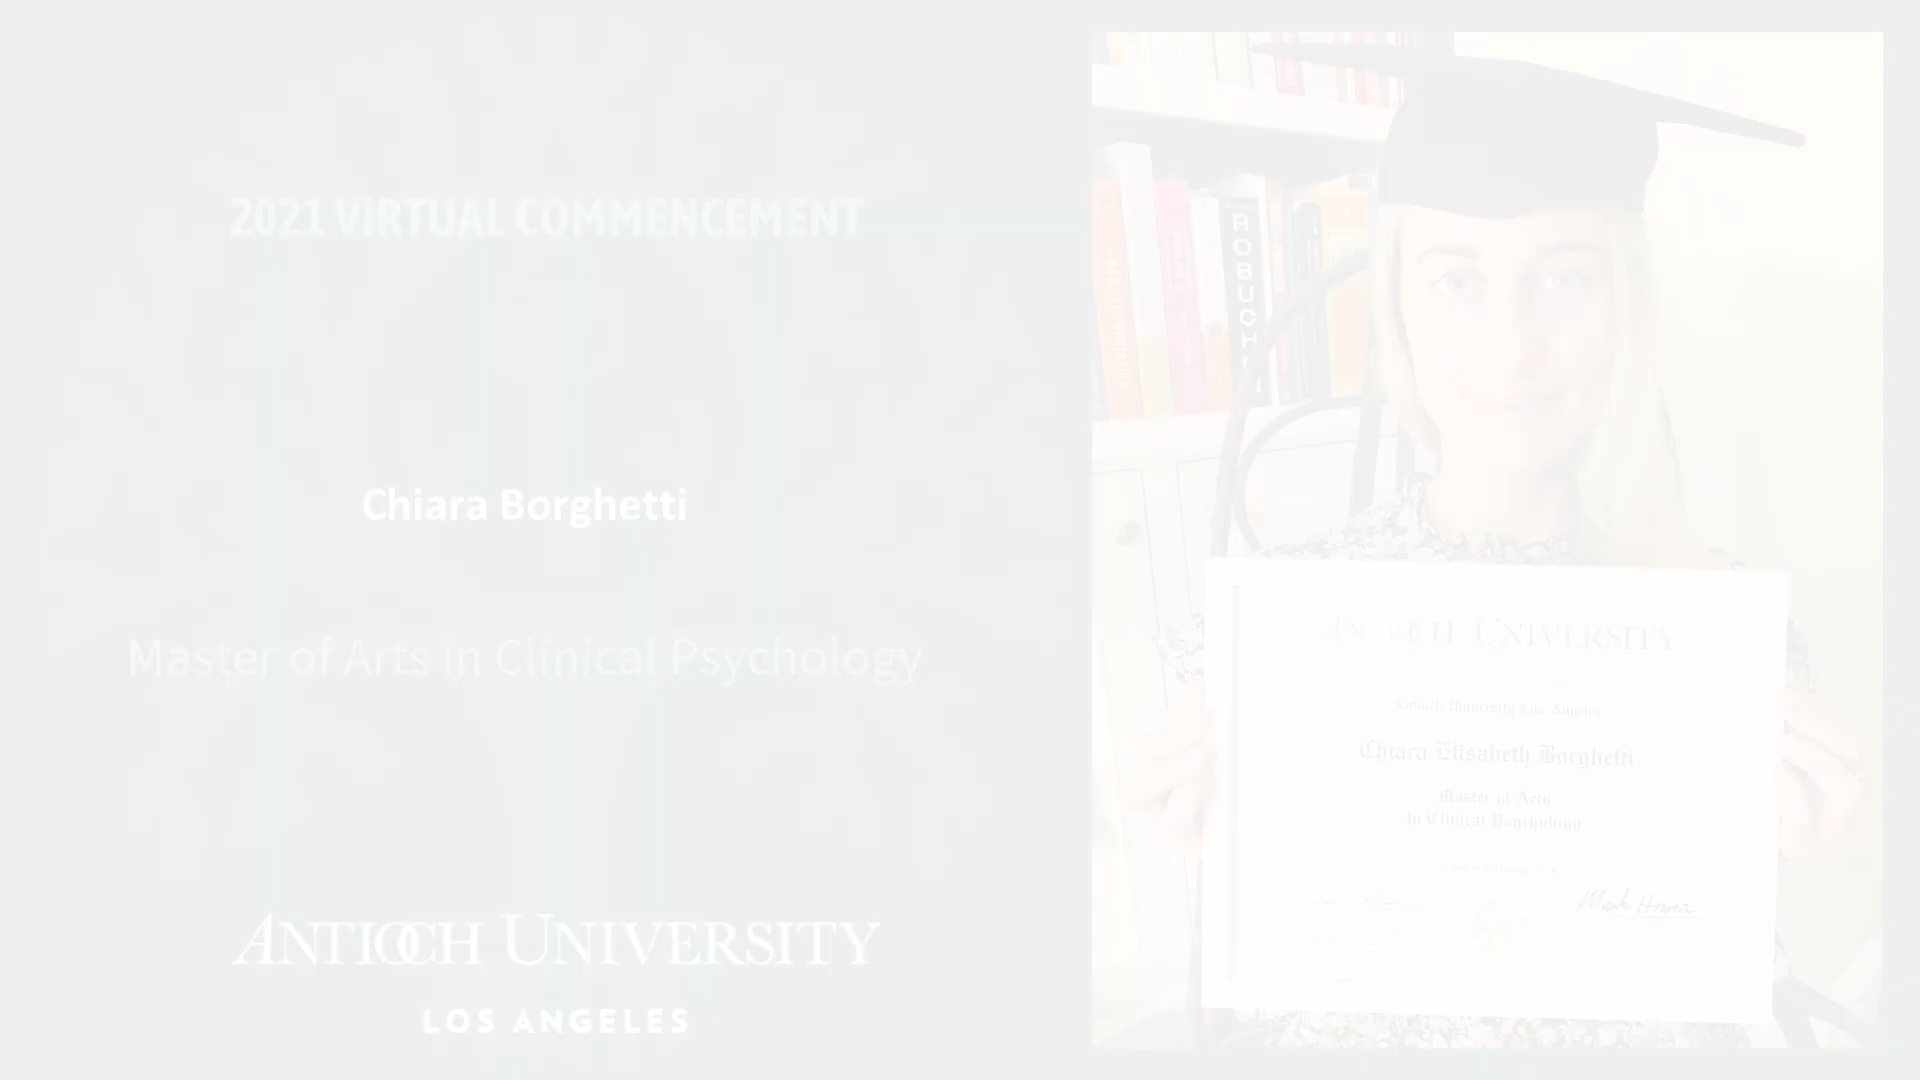 2021 VIRTUAL COMMENCEMENT
Chiara Borghetti
Master of Arts in Clinical Psychology
ANTIOCH UNIVERSITY
LOS ANGELES
ROBUCH
ANTIOCH UNIVERSITY
Antioch University Los Angeles
Chiara Elisabeth Borghetti
Master of Arts
in Clinical Psychology